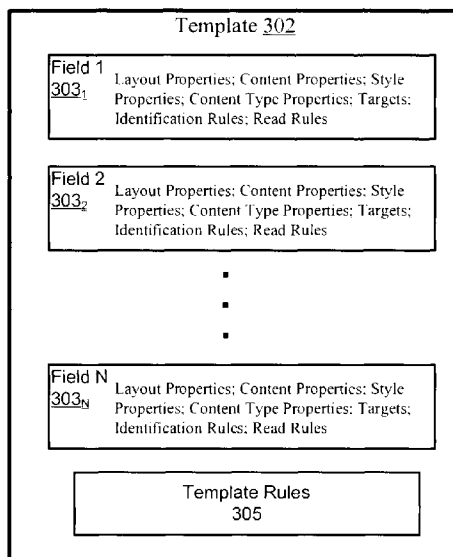 Template 302
Field 1
303₁
Layout Properties; Content Properties; Style
Properties; Content Type Properties; Targets;
Identification Rules; Read Rules
Field 2
303₂
Layout Properties; Content Properties; Style
Properties; Content Type Properties; Targets;
Identification Rules; Read Rules
Field N
303N
Layout Properties; Content Properties; Style
Properties; Content Type Properties; Targets;
Identification Rules; Read Rules
Template Rules
305